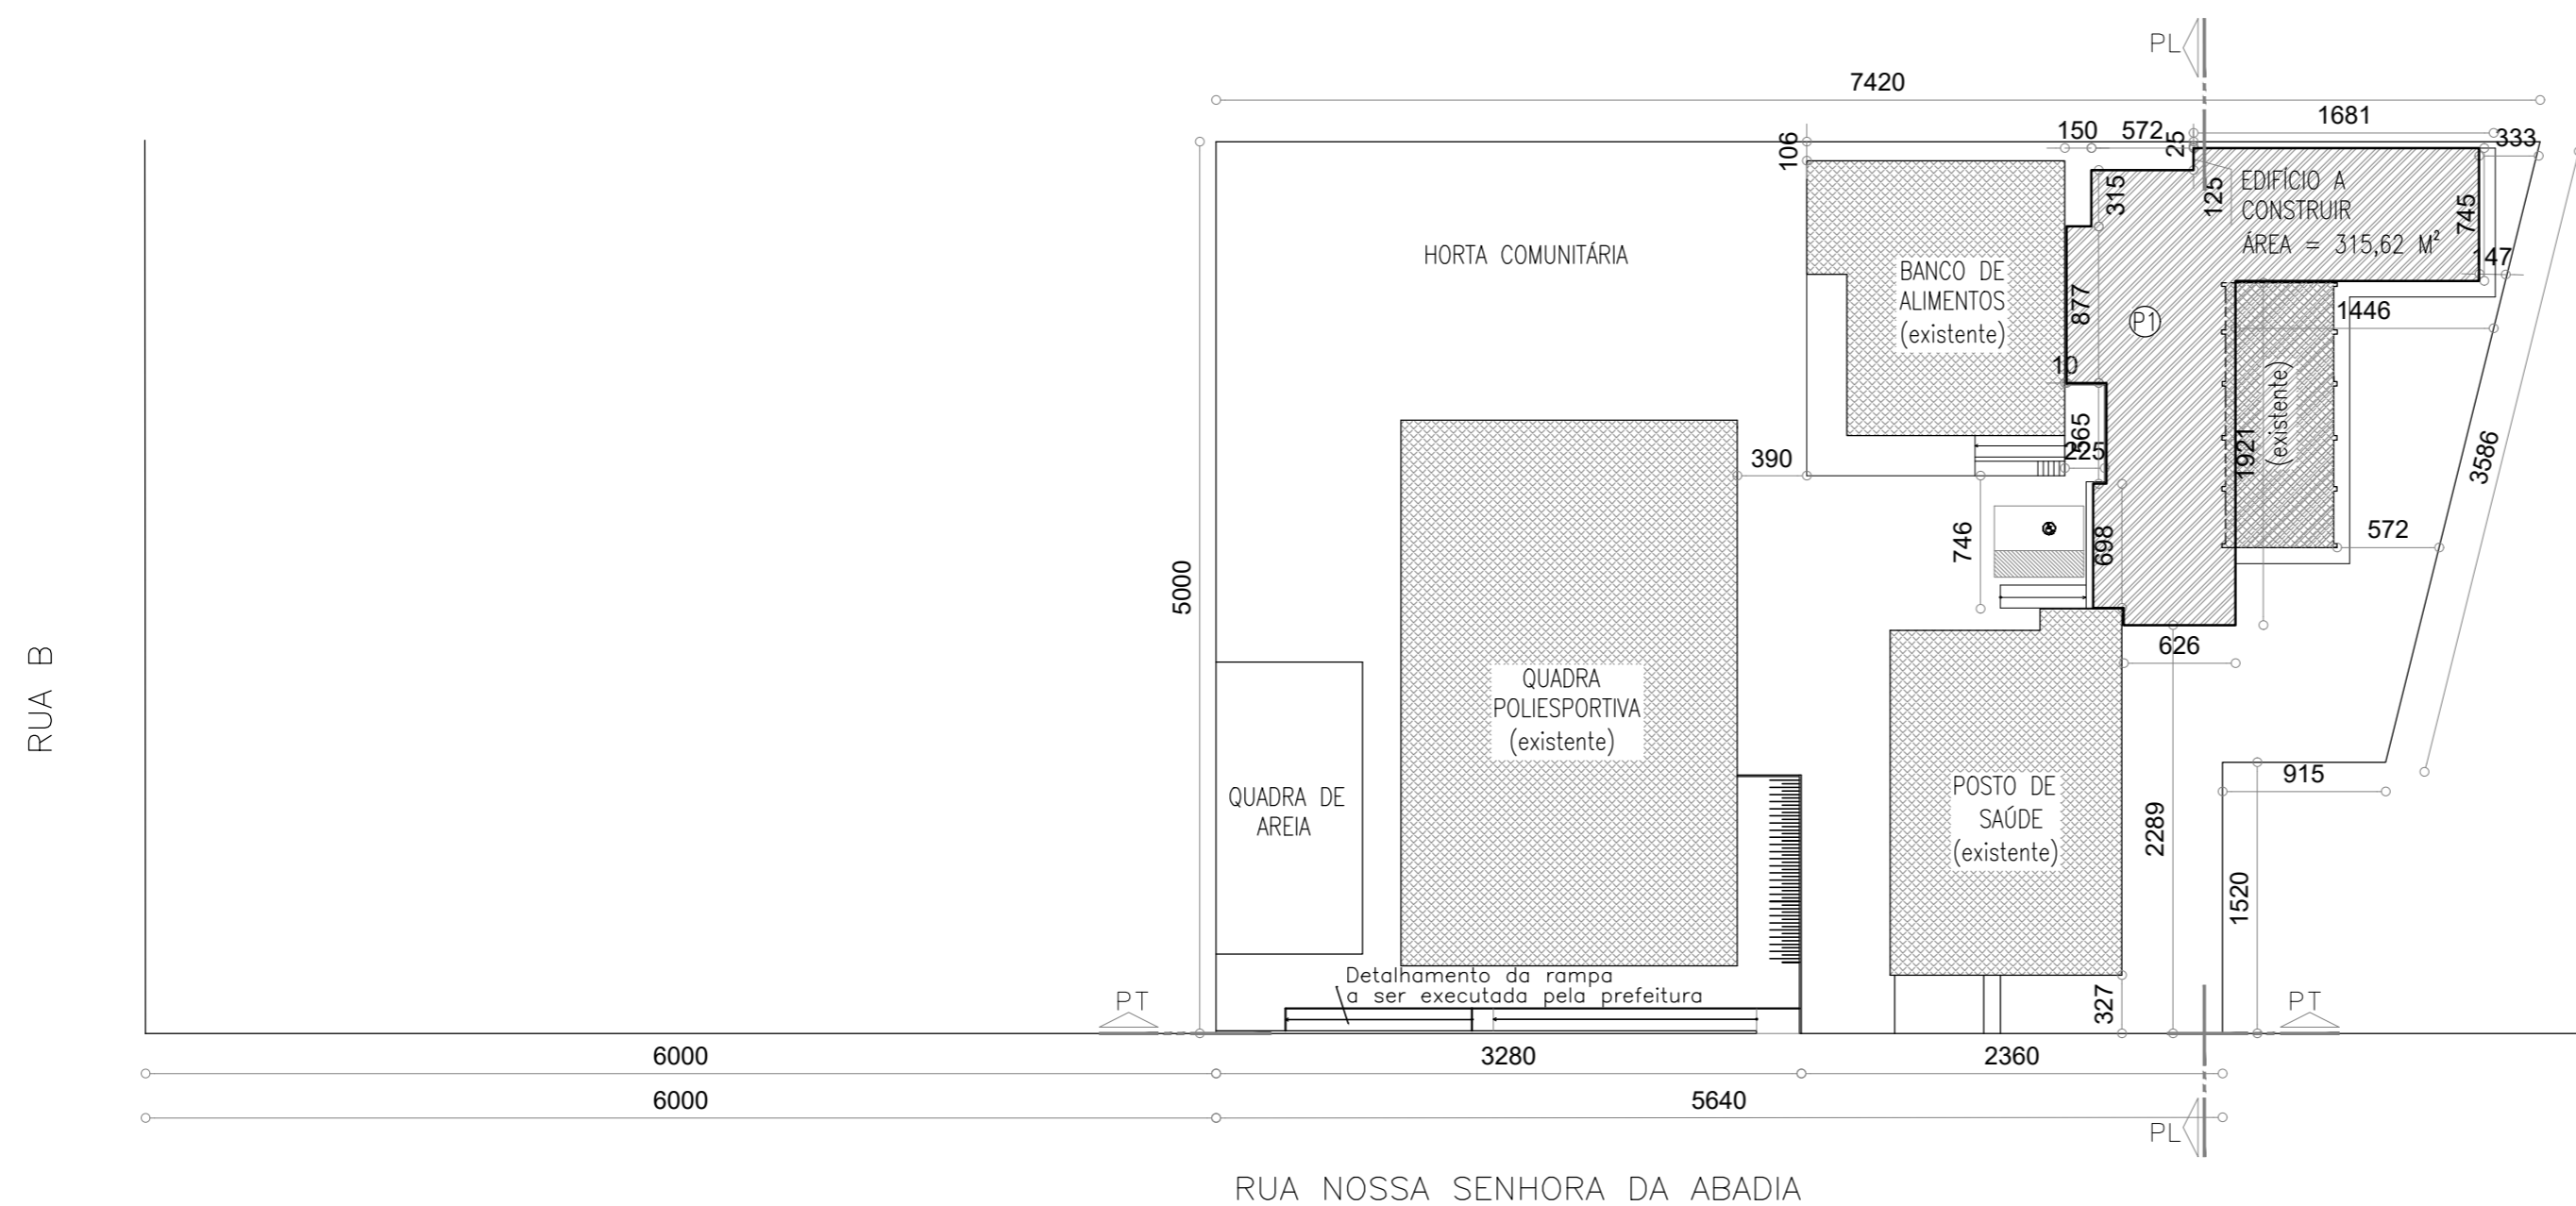 PL
7420
1681
150
572
25
333
106
315
125
EDIFÍCIO A
CONSTRUIR
ÁREA = 315,62 M²
745
147
HORTA COMUNITÁRIA
BANCO DE
ALIMENTOS
(existente)
877
P1
1446
10
(existente)
565
225
1921
390
3586
746
698
572
5000
626
RUA B
QUADRA
POLIESPORTIVA
(existente)
QUADRA DE
AREIA
POSTO DE
SAÚDE
(existente)
915
2289
1520
Detalhamento da rampa
a ser executada pela prefeitura
327
PT
PT
6000
3280
2360
6000
5640
PL
RUA NOSSA SENHORA DA ABADIA